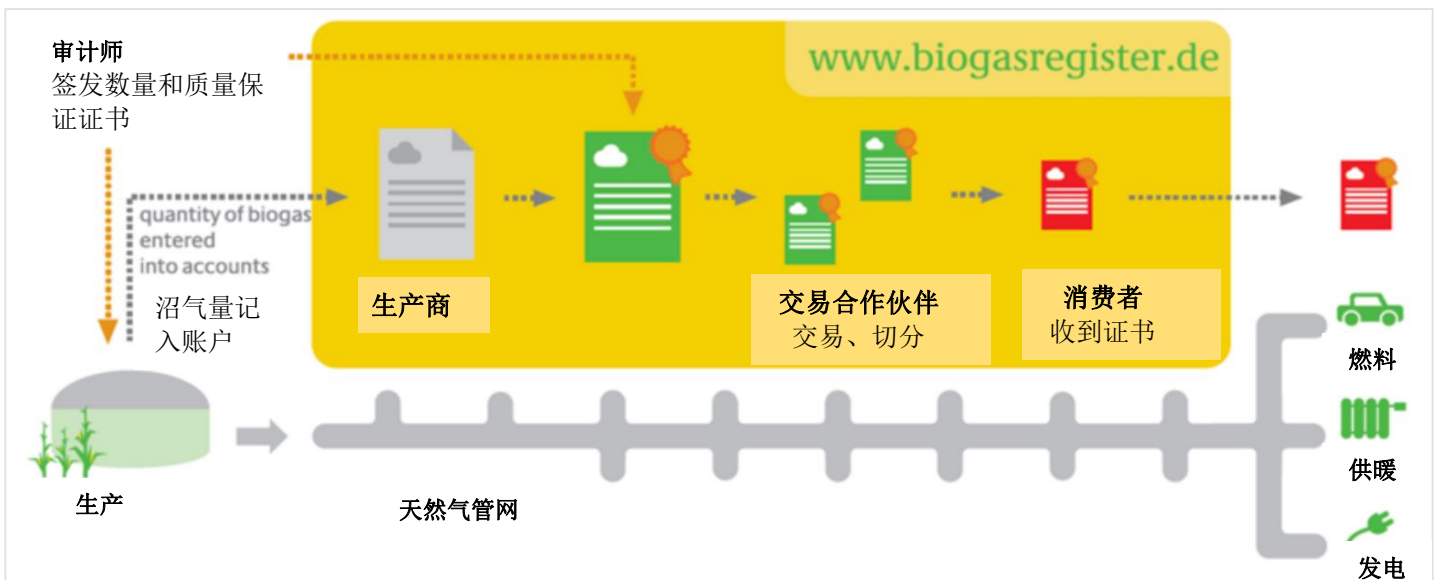 审计师
签发数量和质量保
证证书
www.biogasregister.de
quantity of biogas
entered
into accounts
沼气量记
入账户
生产商
交易合作伙伴
交易、切分
消费者
收到证书
燃料
供暖
发电
生产
天然气管网